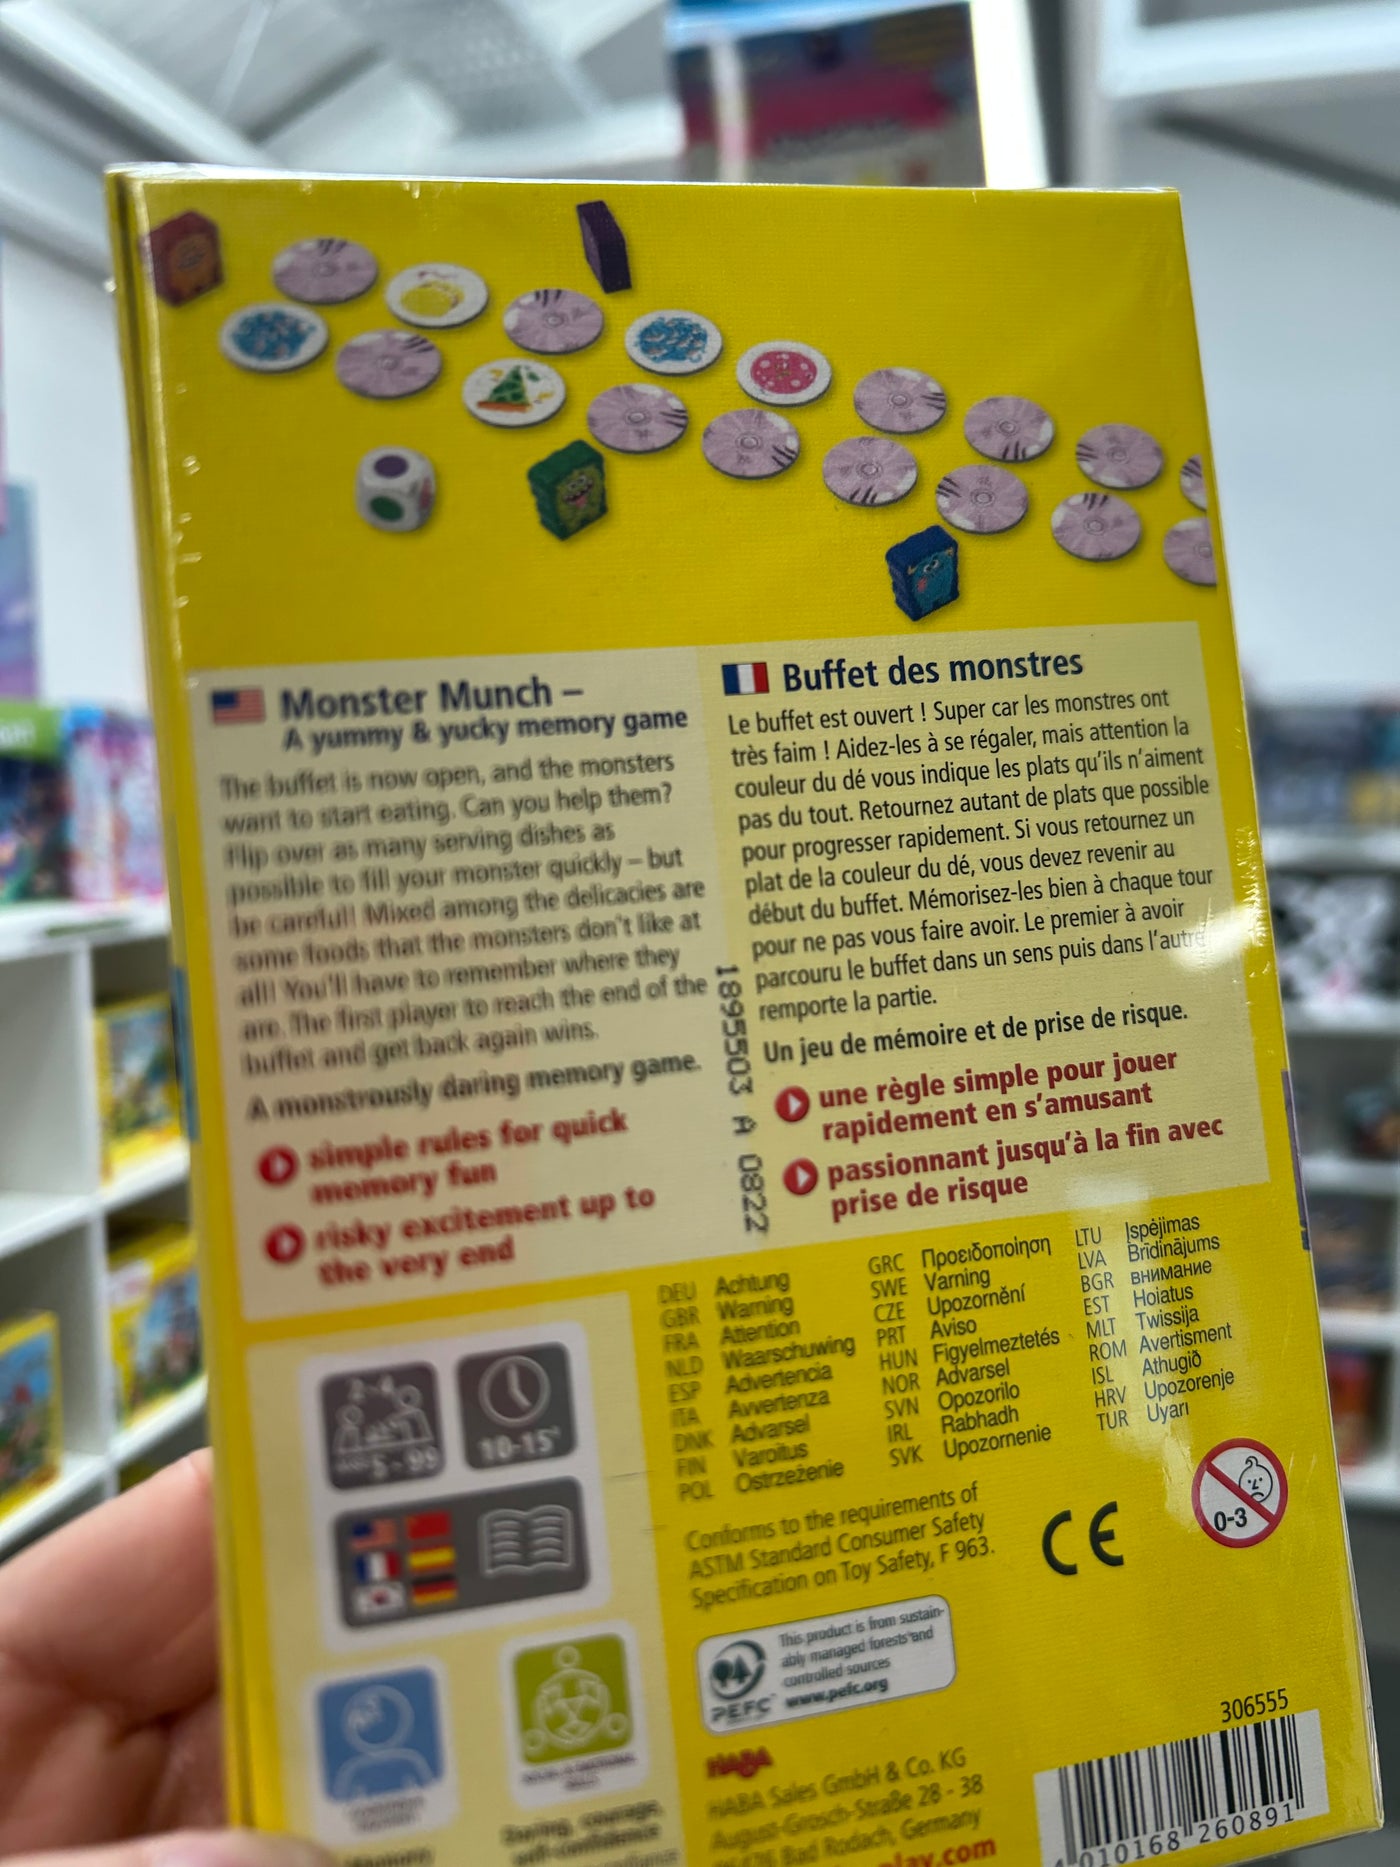 Monster Munch –
A yummy & yucky memory game
The buffet is now open, and the monsters
want to start eating. Can you help them?
Flip over as many serving dishes as
possible to fill your monster quickly – but
be careful! Mixed among the delicacies are
some foods that the monsters don't like at
all! You'll have to remember where they
are. The first player to reach the end of the
buffet and get back again wins.
A monstrously daring memory game.
simple rules for quick
memory fun
risky excitement up to
the very end
Buffet des monstres
Le buffet est ouvert ! Super car les monstres ont
très faim ! Aidez-les à se régaler, mais attention la
couleur du dé vous indique les plats qu'ils n'aiment
pas du tout. Retournez autant de plats que possible
pour progresser rapidement. Si vous retournez un
plat de la couleur du dé, vous devez revenir au
début du buffet. Mémorisez-les bien à chaque tour
pour ne pas vous faire avoir. Le premier à avoir
parcouru le buffet dans un sens puis dans l'autre
remporte la partie.
Un jeu de mémoire et de prise de risque.
une règle simple pour jouer
rapidement en s'amusant
passionnant jusqu'à la fin avec
prise de risque
1895503 A 0822
2-4
5-99
10-15'
DEU Achtung
GBR Warning
FRA Attention
NLD Waarschuwing
ESP Advertencia
ITA Avvertenza
DNK Advarsel
FIN Varoitus
POL Ostrzeżenie
GRC Προειδοποίηση
SWE Varning
CZE Upozornění
PRT Aviso
HUN Figyelmeztetés
NOR Advarsel
SVN Opozorilo
IRL Rabhadh
SVK Upozornenie
LTU Įspėjimas
LVA Brīdinājums
BGR внимание
EST Hoiatus
MLT Twissija
ROM Avertisment
ISL Athugið
HRV Upozorenje
TUR Uyarı
Conforms to the requirements of
ASTM Standard Consumer Safety
Specification on Toy Safety, F 963.
CE
0-3
This product is from sustain-
ably managed forests and
controlled sources
www.pefc.org
PEFC
HABA
HABA Sales GmbH & Co. KG
August-Grosch-Straße 28 - 38
96476 Bad Rodach, Germany
play.com
Daring, courage,
self-confidence
Memory
306555
4 010168 260891